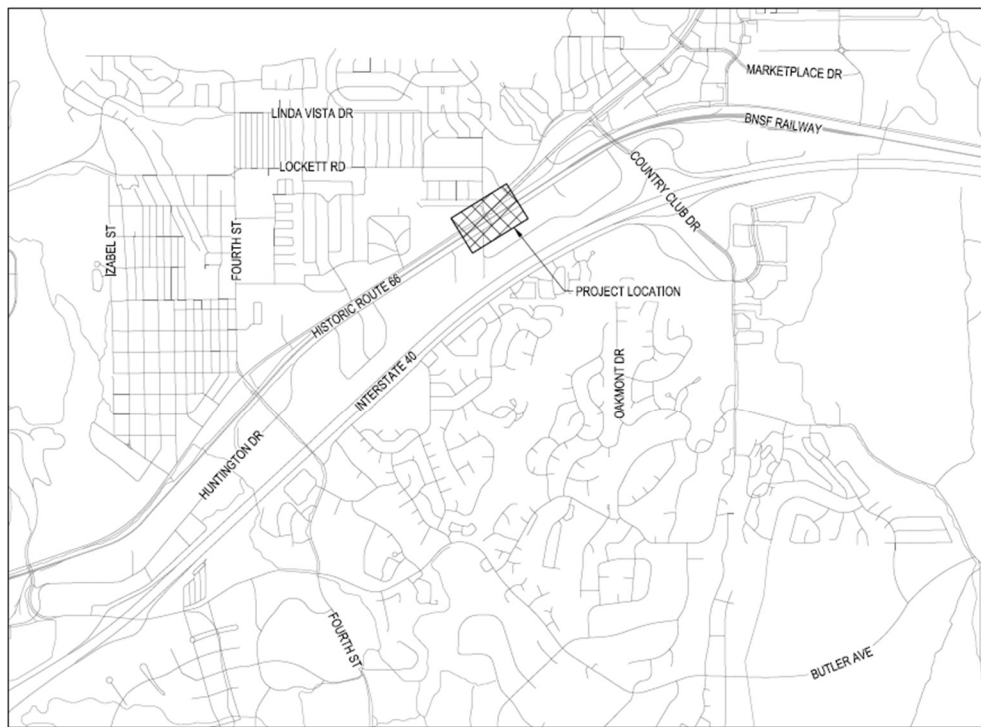 MARKETPLACE DR
LINDA VISTA DR
BNSF RAILWAY
LOCKETT RD
COUNTRY CLUB DR
IZABEL ST
FOURTH ST
HISTORIC ROUTE 66
PROJECT LOCATION
INTERSTATE 40
OAKMONT DR
HUNTINGTON DR
FOURTH ST
BUTLER AVE